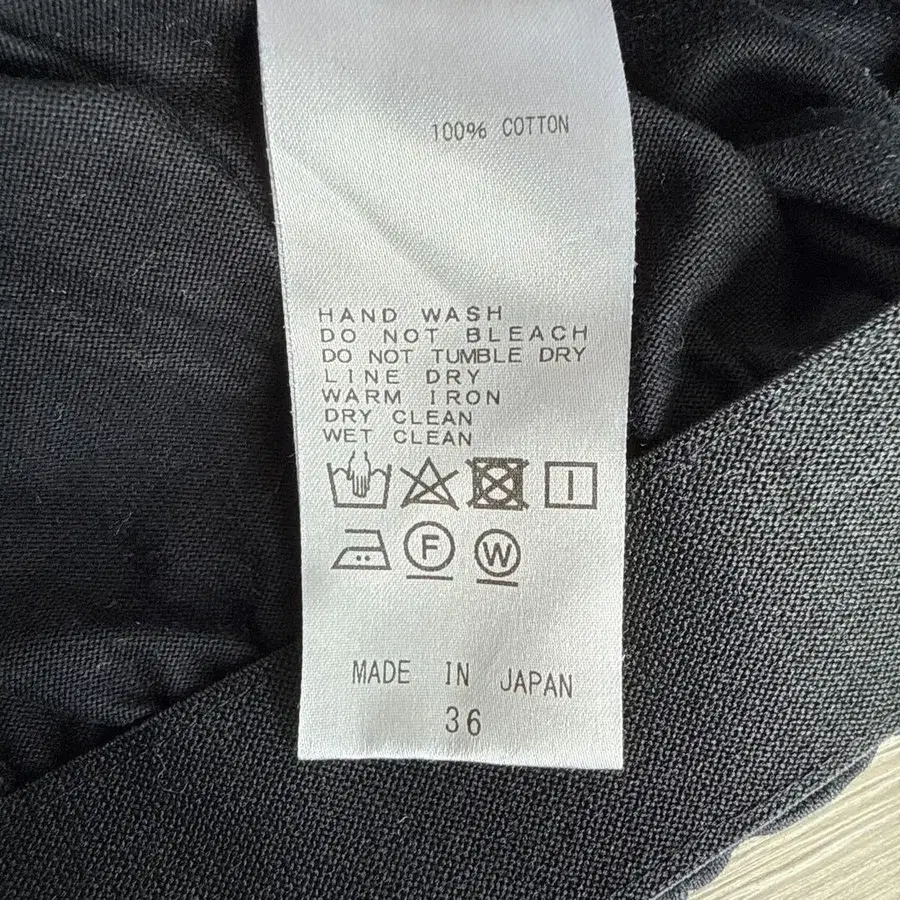 100% COTTON
HAND WASH
DO NOT BLEACH
DO NOT TUMBLE DRY
LINE DRY
WARM IRON
DRY CLEAN
WET CLEAN
F W
MADE IN JAPAN
36